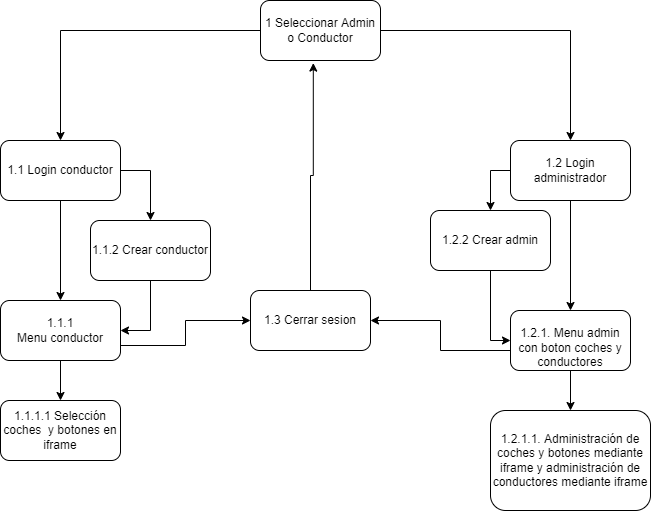 1 Seleccionar Admin
o Conductor
1.1 Login conductor
1.2 Login
administrador
1.1.2 Crear conductor
1.2.2 Crear admin
1.1.1
Menu conductor
1.3 Cerrar sesion
1.2.1. Menu admin
con boton coches y
conductores
1.1.1.1 Selección
coches y botones en
iframe
1.2.1.1. Administración de
coches y botones mediante
iframe y administración de
conductores mediante iframe